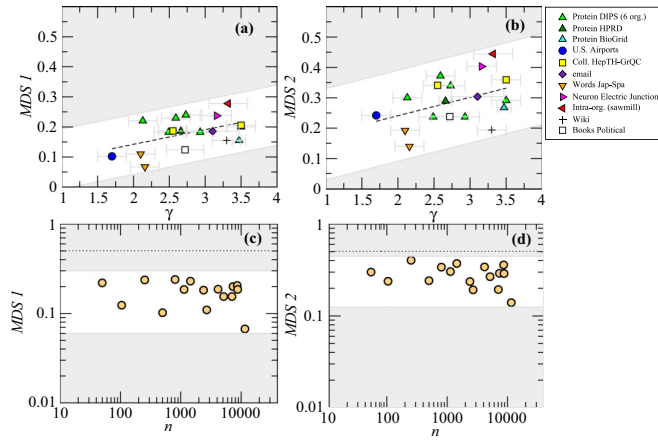 (a)
MDS 1
0.6
0.5
0.4
0.3
0.2
0.1
0
1
1.5
2
2.5
3
3.5
4
γ
(b)
MDS 2
0.5
0.4
0.3
0.2
0.1
0
1
1.5
2
2.5
3
3.5
4
γ
Protein DIPS (6 org.)
Protein HPRD
Protein BioGrid
U.S. Airports
Coll. HepTH-GrQC
email
Words Jap-Spa
Neuron Electric Junction
Intra-org. (sawmill)
Wiki
Books Political
(c)
MDS 1
1
0.1
0.01
10
100
1000
10000
n
(d)
MDS 2
1
0.1
0.01
10
100
1000
10000
n